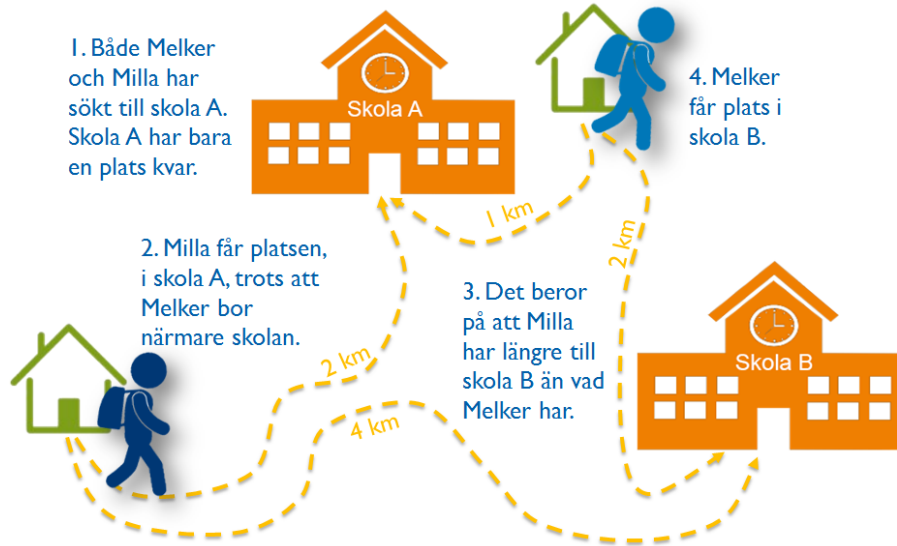 1. Både Melker
och Milla har
sökt till skola A.
Skola A har bara
en plats kvar.
Skola A
4. Melker
får plats i
skola B.
1 km
2 km
2. Milla får platsen,
i skola A, trots att
Melker bor
närmare skolan.
3. Det beror
på att Milla
har längre till
skola B än vad
Melker har.
Skola B
2 km
4 km